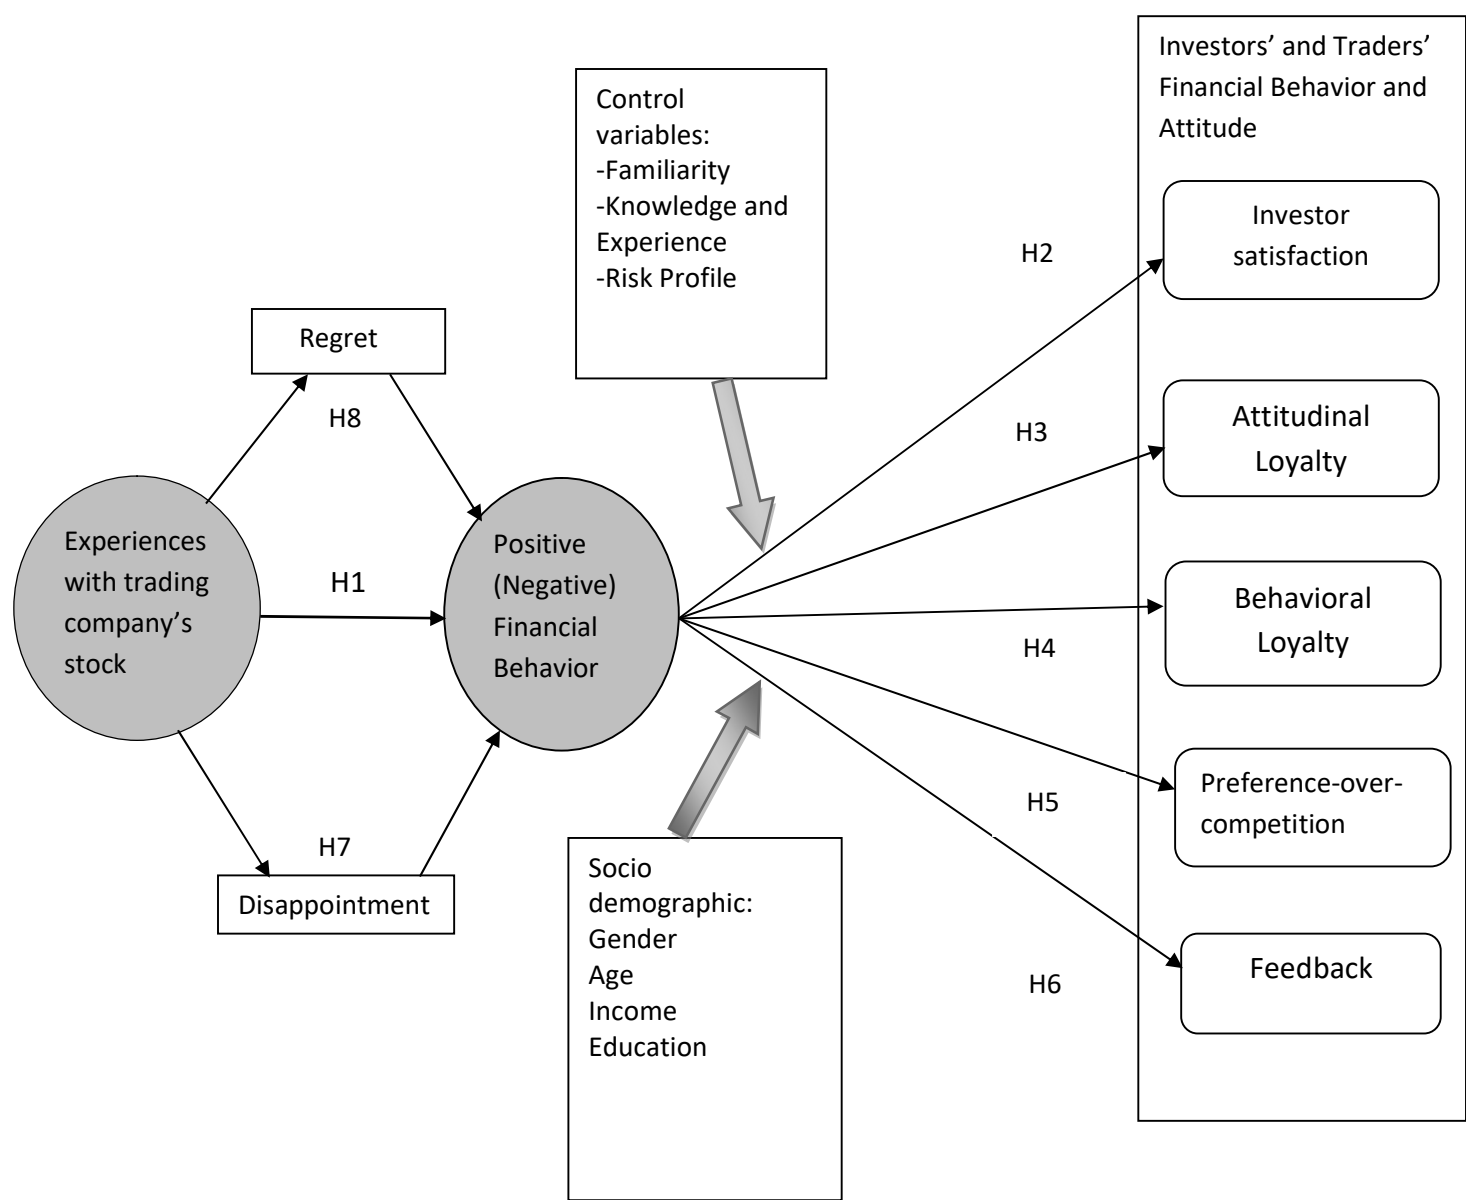 Investors’ and Traders’
Financial Behavior and
Attitude
Control
variables:
-Familiarity
-Knowledge and
Experience
-Risk Profile
Investor
satisfaction
H2
Regret
H8
H3
Attitudinal
Loyalty
Experiences
with trading
company’s
stock
H1
Positive
(Negative)
Financial
Behavior
Behavioral
Loyalty
H4
Preference-over-
competition
H5
H7
Disappointment
Socio
demographic:
Gender
Age
Income
Education
Feedback
H6